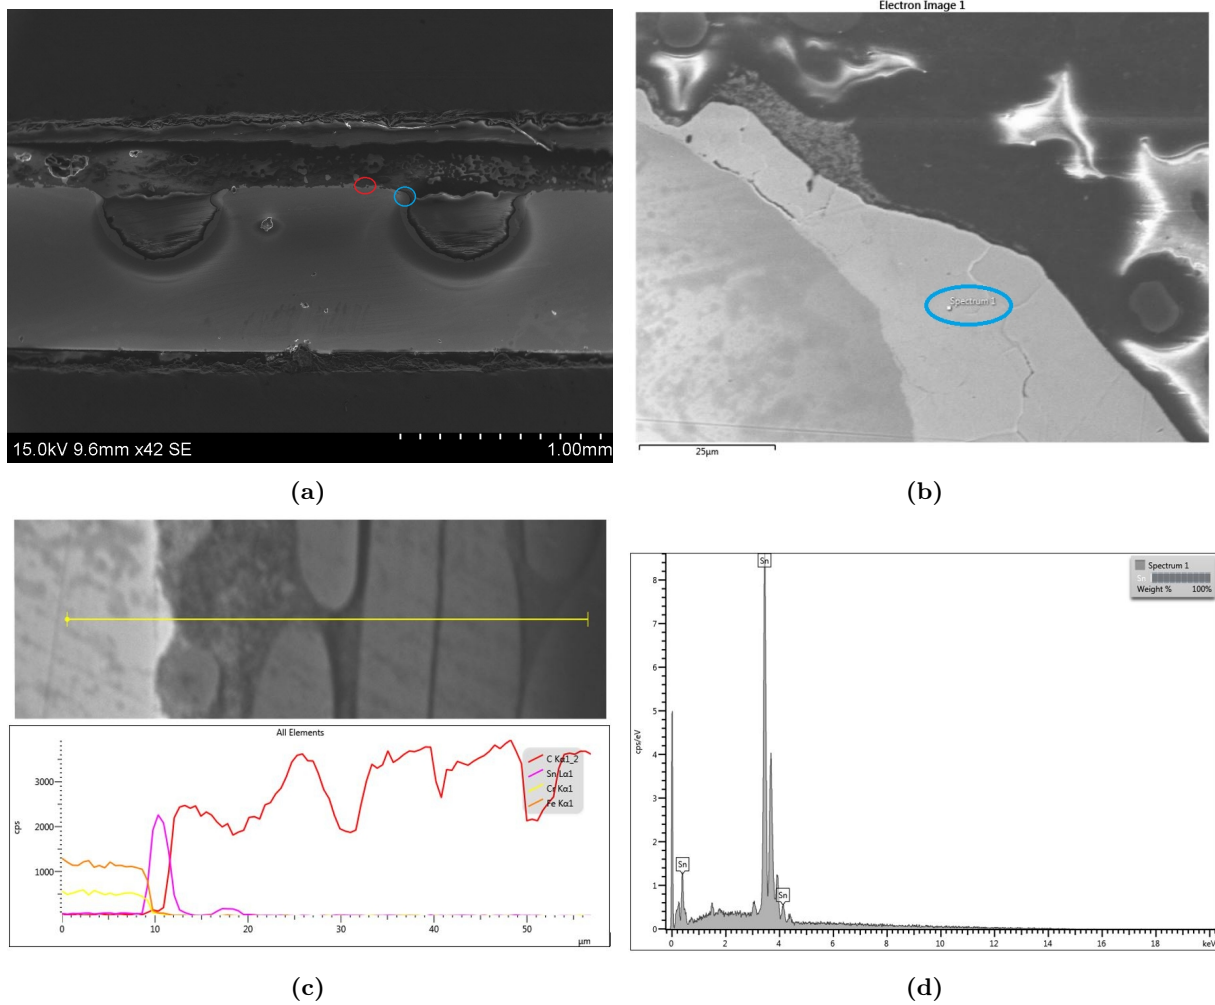 Electron Image 1
15.0kV 9.6mm x42 SE
1.00mm
Spectrum 1
25µm
(a)
(b)
All Elements
C Kα1_2
Sn Lα1
Cr Kα1
Fe Kα1
cps
3000
2000
1000
0
10
20
30
40
50
µm
Sn
Sn
Sn
Spectrum 1
Sn
Weight %
100%
cps/eV
8
7
6
5
4
3
2
1
0
0
2
4
6
8
10
12
14
16
18
keV
(c)
(d)